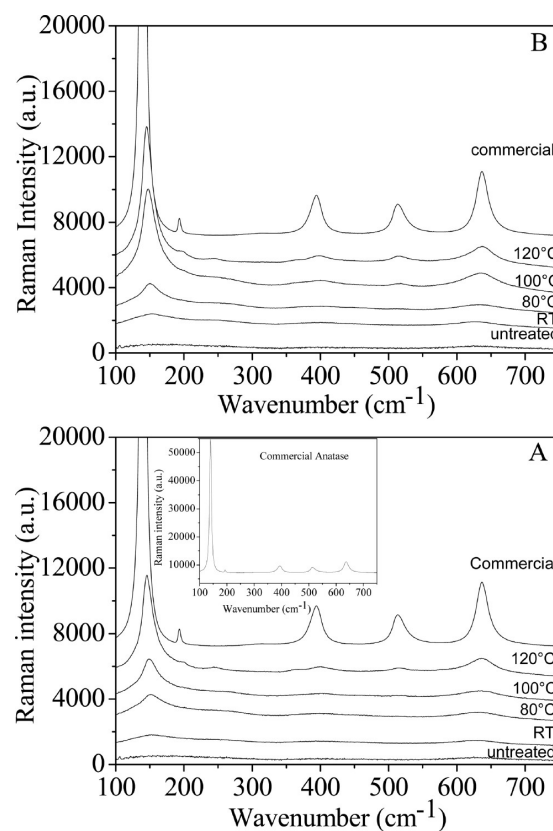 B
20000
16000
12000
8000
4000
0
Raman Intensity (a.u.)
commercial
120°C
100°C
80°C
RT
untreated
100 200 300 400 500 600 700
Wavenumber (cm-1)
A
20000
16000
12000
8000
4000
0
Raman intensity (a.u.)
Commercial Anatase
50000
40000
30000
20000
10000
Raman intensity (a.u.)
100 200 300 400 500 600 700
Wavenumber (cm-1)
Commercial
120°C
100°C
80°C
RT
untreated
100 200 300 400 500 600 700
Wavenumber (cm-1)